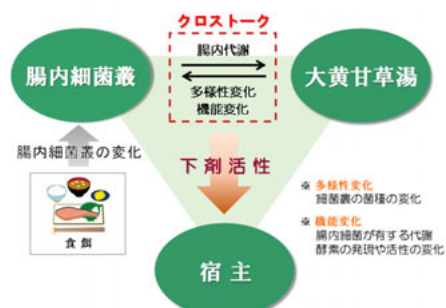 クロストーク
腸内代謝
多様性変化
機能変化
腸内細菌叢
大黄甘草湯
腸内細菌叢の変化
食餌
下剤活性
宿主
※ 多様性変化
細菌叢の菌種の変化
※ 機能変化
腸内細菌が有する代謝
酵素の発現や活性の変化